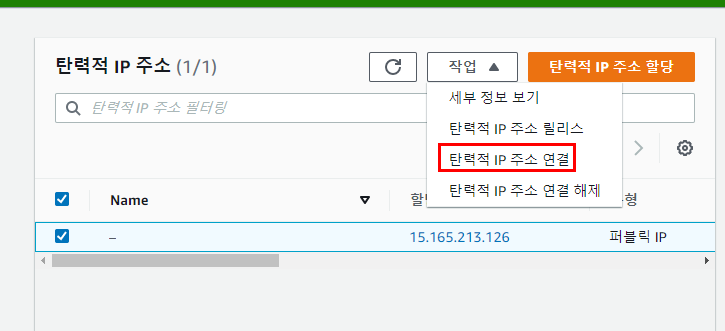 탄력적 IP 주소 (1/1)
작업 ▲
탄력적 IP 주소 할당
탄력적 IP 주소 필터링
세부 정보 보기
탄력적 IP 주소 릴리스
탄력적 IP 주소 연결
탄력적 IP 주소 연결 해제
Name
–
15.165.213.126
퍼블릭 IP